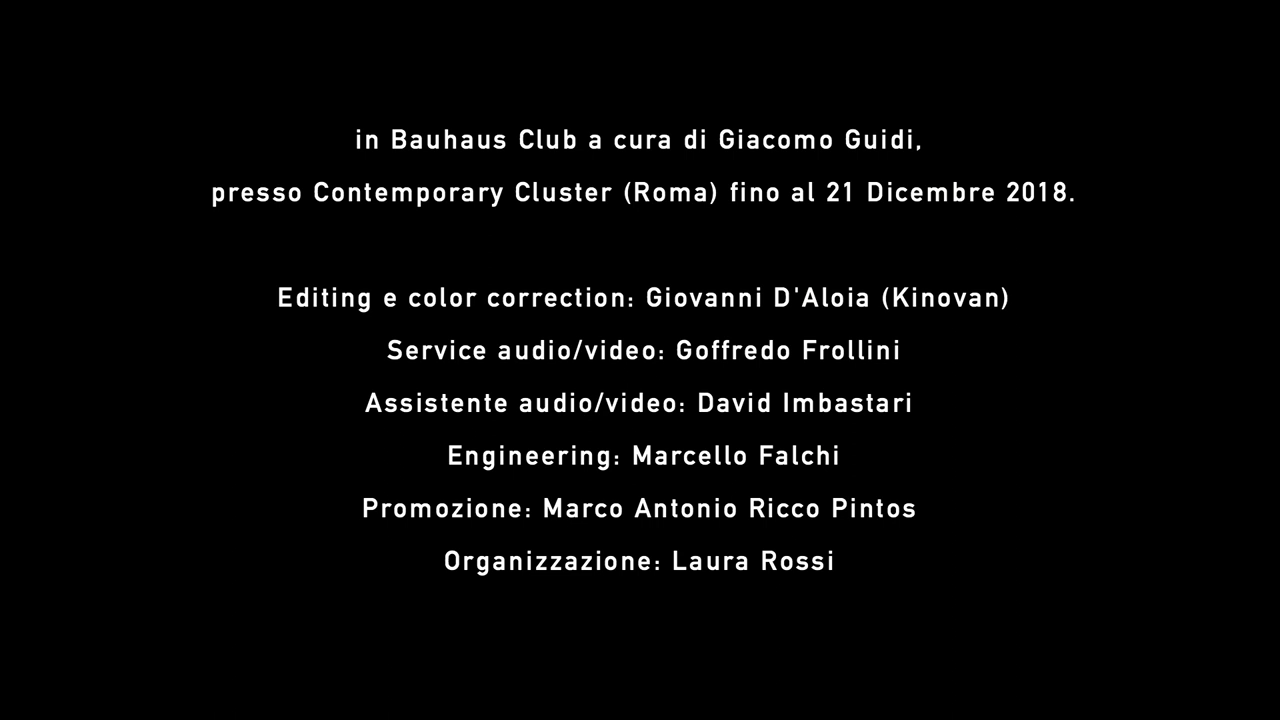 in Bauhaus Club a cura di Giacomo Guidi,
presso Contemporary Cluster (Roma) fino al 21 Dicembre 2018.
Editing e color correction: Giovanni D'Aloia (Kinovan)
Service audio/video: Goffredo Frollini
Assistente audio/video: David Imbastari
Engineering: Marcello Falchi
Promozione: Marco Antonio Ricco Pintos
Organizzazione: Laura Rossi